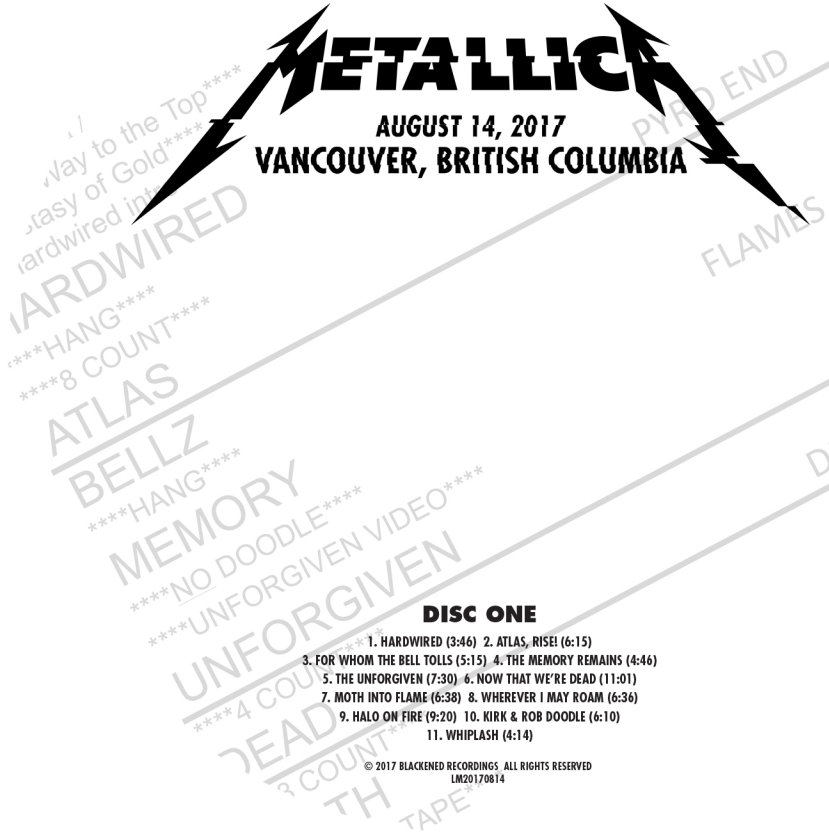 METALLICA
AUGUST 14, 2017
VANCOUVER, BRITISH COLUMBIA
Way to the Top****
of Gold****
HARDWIRED
****HANG****
****8 COUNT****
ATLAS
BELLZ
****HANG****
MEMORY
****NO DOODLE****
****UNFORGIVEN VIDEO****
UNFORGIVEN
****4 COUNT****
DEAD
3 COUNT****
TH
TAPE****
PYRO END
FLAMES
DISC ONE
1. HARDWIRED (3:46) 2. ATLAS, RISE! (6:15)
3. FOR WHOM THE BELL TOLLS (5:15) 4. THE MEMORY REMAINS (4:46)
5. THE UNFORGIVEN (7:30) 6. NOW THAT WE'RE DEAD (11:01)
7. MOTH INTO FLAME (6:38) 8. WHEREVER I MAY ROAM (6:36)
9. HALO ON FIRE (9:20) 10. KIRK & ROB DOODLE (6:10)
11. WHIPLASH (4:14)
© 2017 BLACKENED RECORDINGS ALL RIGHTS RESERVED
LM20170814